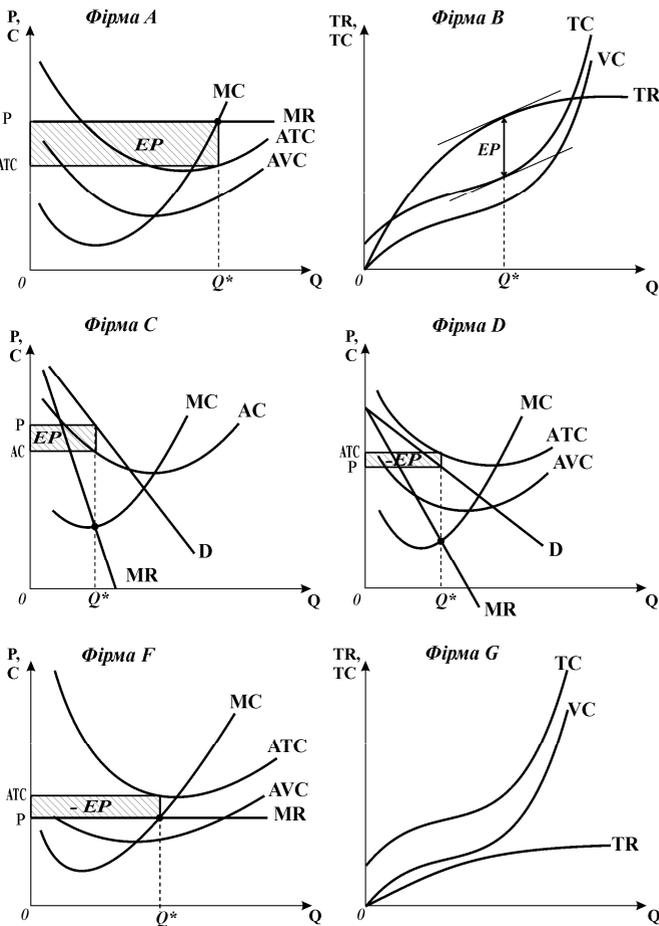 Фірма A
P,
C
MC
P
MR
EP
ATC
ATC
AVC
0
Q*
Q
Фірма B
TR,
TC
TC
VC
TR
EP
0
Q*
Q
Фірма C
P,
C
MC
AC
P
EP
AC
D
MR
0
Q*
Q
Фірма D
P,
C
MC
ATC
ATC
-EP
P
AVC
D
0
Q*
Q
MR
Фірма F
P,
C
MC
ATC
ATC
AVC
- EP
P
MR
0
Q*
Q
Фірма G
TR,
TC
TC
VC
TR
0
Q